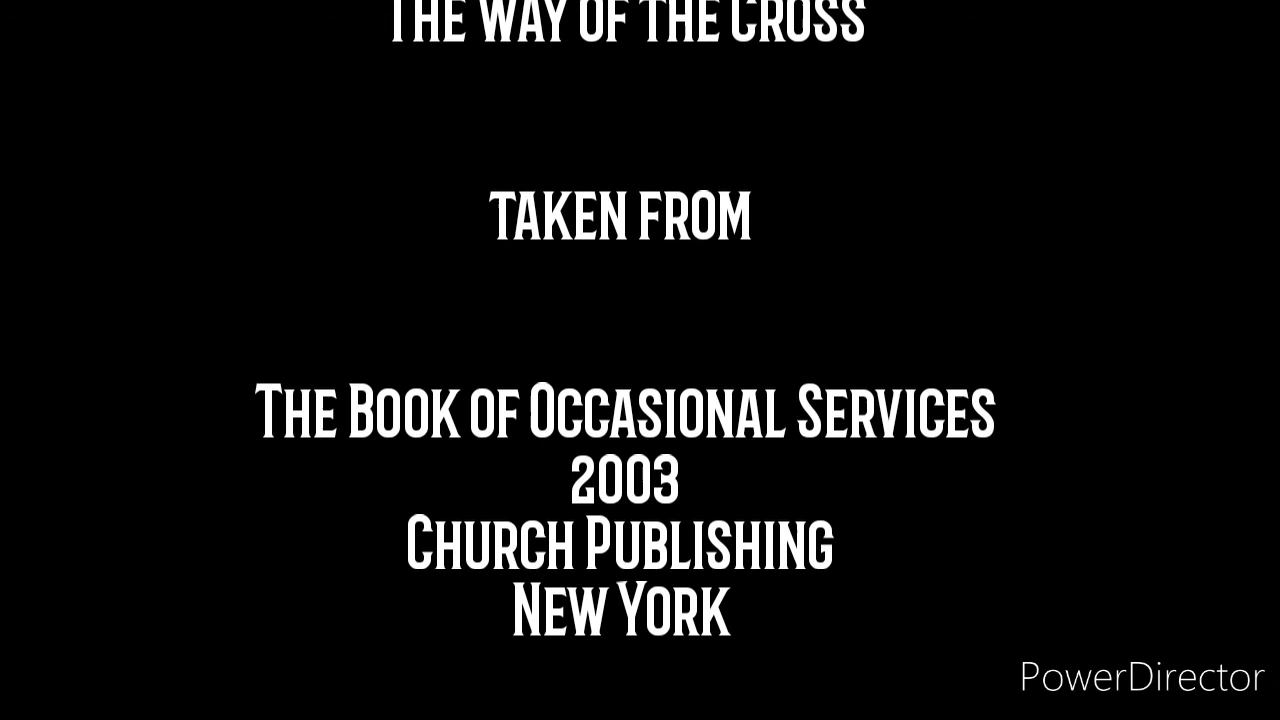 The Way of the Cross
taken from
The Book of Occasional Services
2003
Church Publishing
New York
PowerDirector